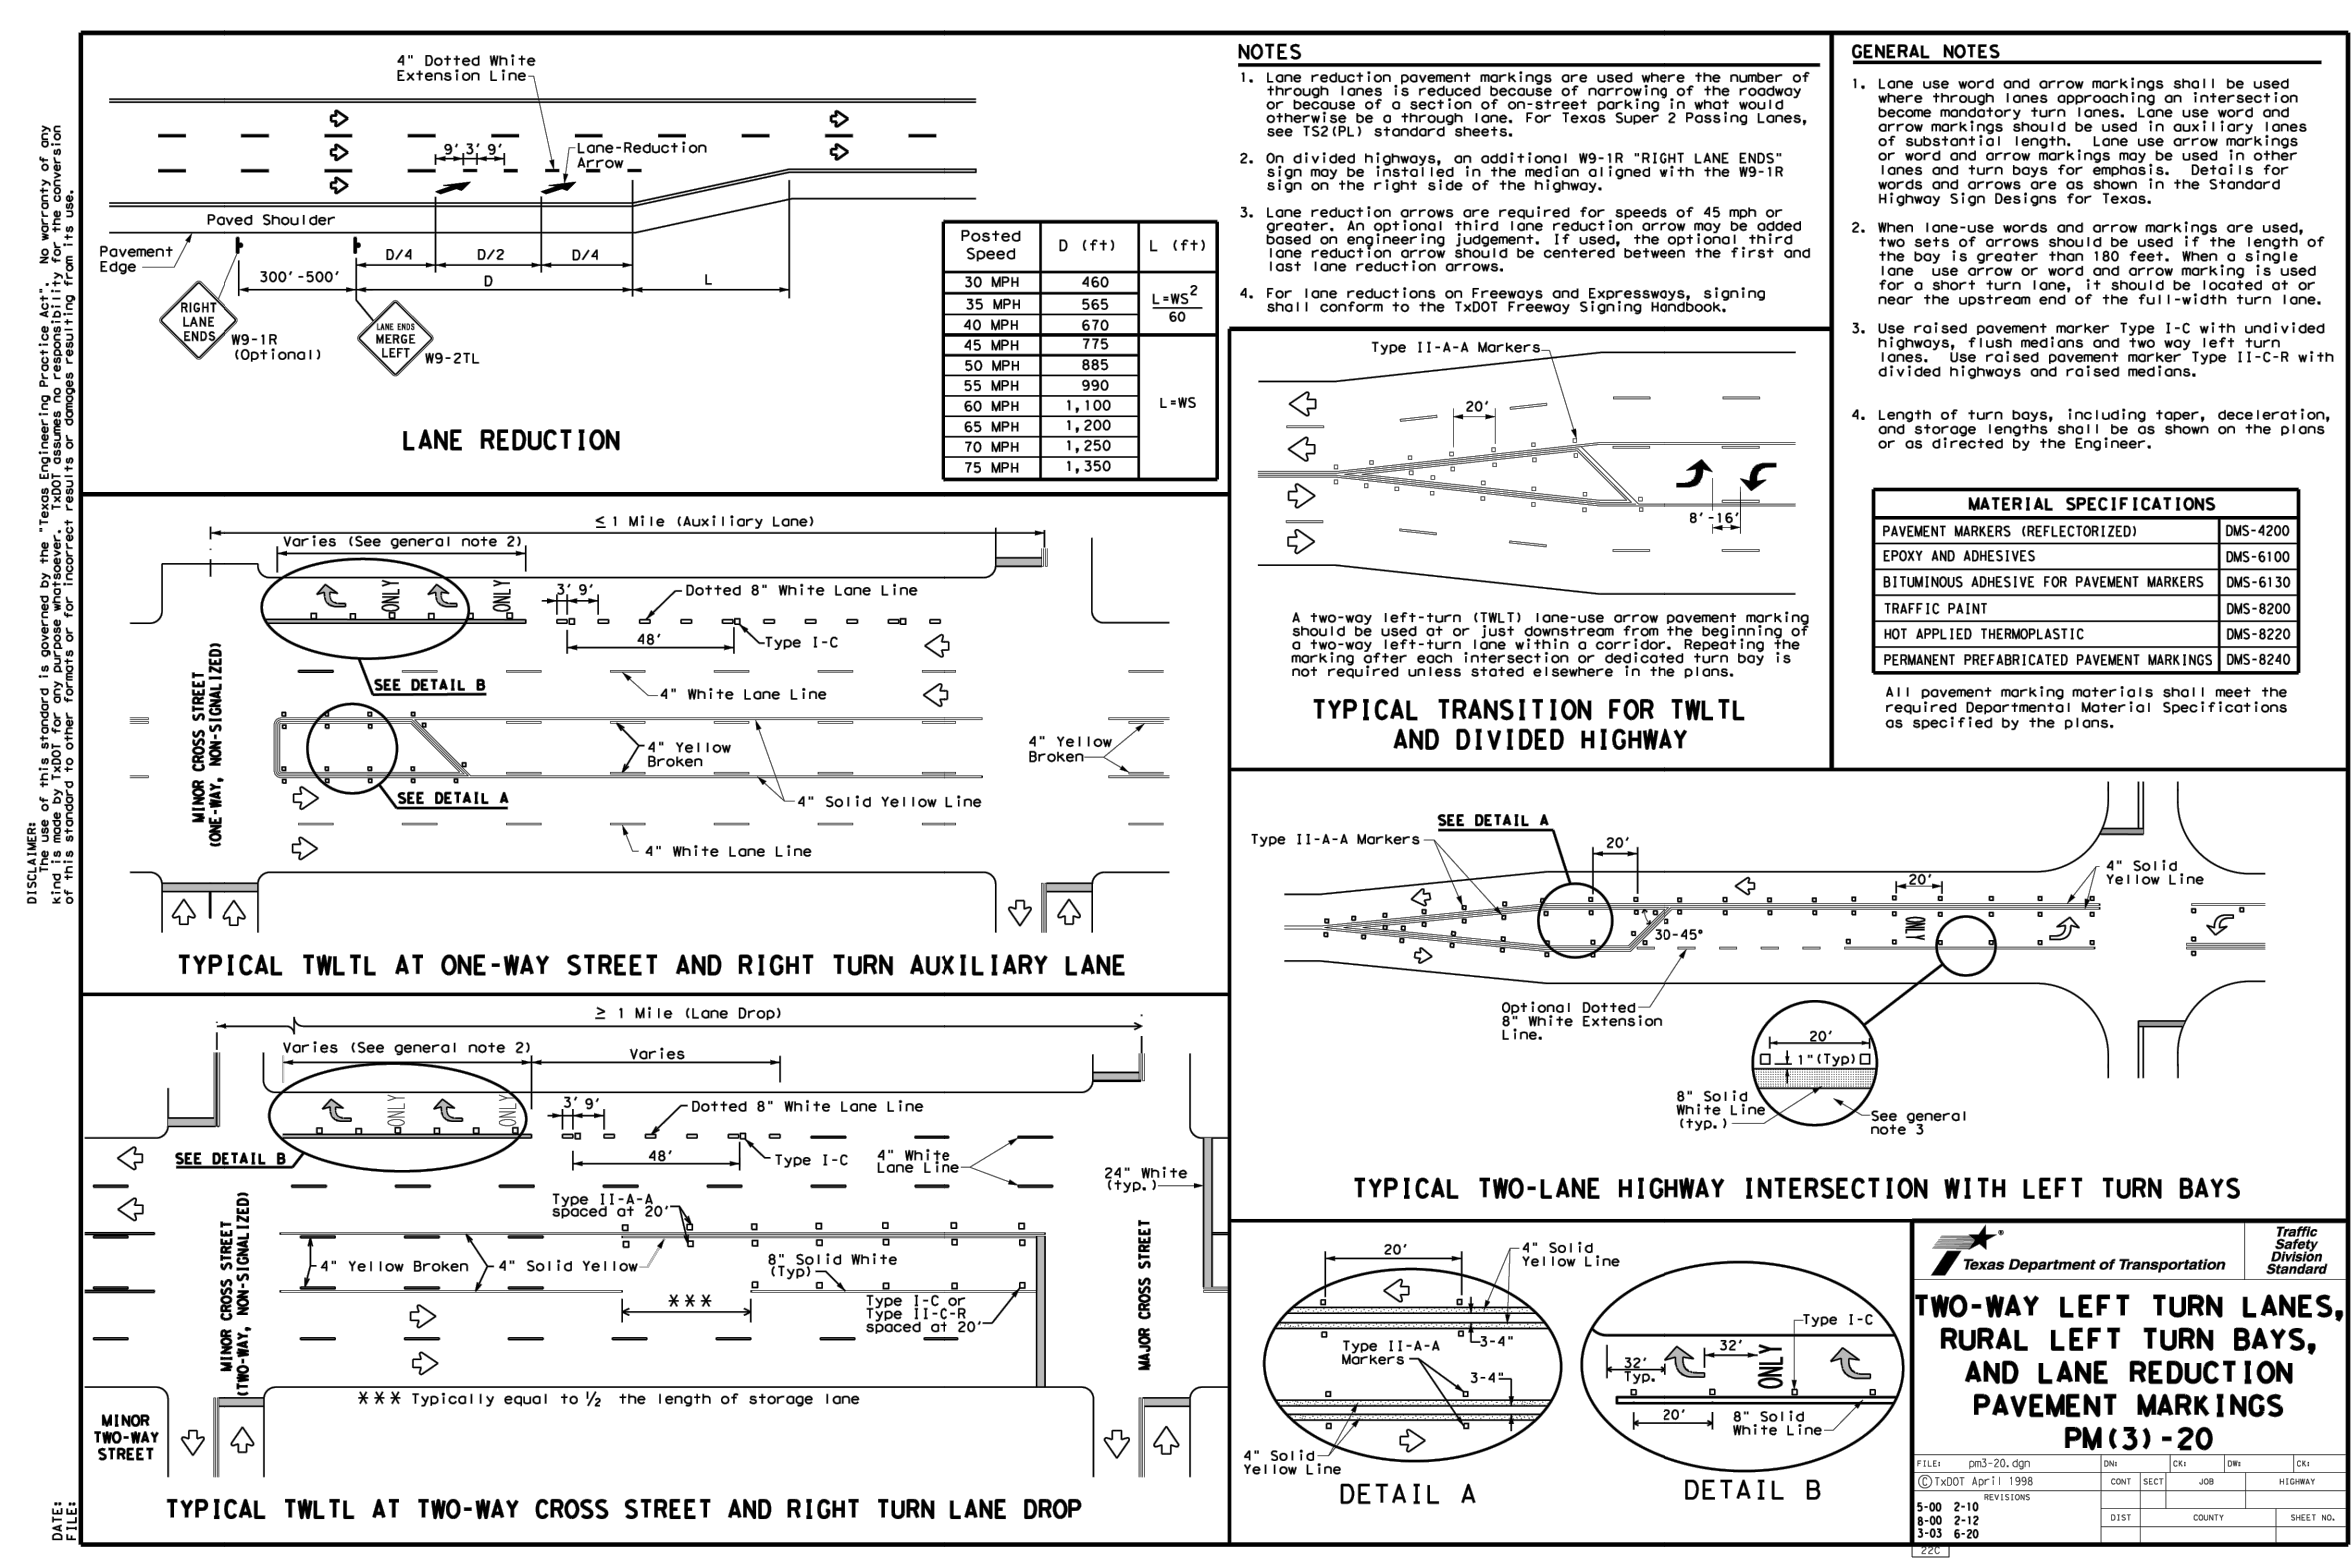 DISCLAIMER:
The use of this standard is governed by the "Texas Engineering Practice Act". No warranty of any
kind is made by TxDOT for any purpose whatsoever. TxDOT assumes no responsibility for the conversion
of this standard to other formats or for incorrect results or damages resulting from its use.
DATE:
FILE:
4" Dotted White
Extension Line
9' 3' 9'
Lane-Reduction
Arrow
Paved Shoulder
Pavement
Edge
D/4
D/2
D/4
300'-500'
D
L
RIGHT
LANE
ENDS
W9-1R
(Optional)
LANE ENDS
MERGE
LEFT
W9-2TL
LANE REDUCTION
Posted
Speed
D (ft)
L (ft)
30 MPH 460
35 MPH 565
40 MPH 670
L=WS²
60
45 MPH 775
50 MPH 885
55 MPH 990
60 MPH 1,100
65 MPH 1,200
70 MPH 1,250
75 MPH 1,350
L=WS
NOTES
1. Lane reduction pavement markings are used where the number of
through lanes is reduced because of narrowing of the roadway
or because of a section of on-street parking in what would
otherwise be a through lane. For Texas Super 2 Passing Lanes,
see TS2(PL) standard sheets.
2. On divided highways, an additional W9-1R "RIGHT LANE ENDS"
sign may be installed in the median aligned with the W9-1R
sign on the right side of the highway.
3. Lane reduction arrows are required for speeds of 45 mph or
greater. An optional third lane reduction arrow may be added
based on engineering judgement. If used, the optional third
lane reduction arrow should be centered between the first and
last lane reduction arrows.
4. For lane reductions on Freeways and Expressways, signing
shall conform to the TxDOT Freeway Signing Handbook.
GENERAL NOTES
1. Lane use word and arrow markings shall be used
where through lanes approaching an intersection
become mandatory turn lanes. Lane use word and
arrow markings should be used in auxiliary lanes
of substantial length. Lane use arrow markings
or word and arrow markings may be used in other
lanes and turn bays for emphasis. Details for
words and arrows are as shown in the Standard
Highway Sign Designs for Texas.
2. When lane-use words and arrow markings are used,
two sets of arrows should be used if the length of
the bay is greater than 180 feet. When a single
lane use arrow or word and arrow marking is used
for a short turn lane, it should be located at or
near the upstream end of the full-width turn lane.
3. Use raised pavement marker Type I-C with undivided
highways, flush medians and two way left turn
lanes. Use raised pavement marker Type II-C-R with
divided highways and raised medians.
4. Length of turn bays, including taper, deceleration,
and storage lengths shall be as shown on the plans
or as directed by the Engineer.
MATERIAL SPECIFICATIONS
PAVEMENT MARKERS (REFLECTORIZED) DMS-4200
EPOXY AND ADHESIVES DMS-6100
BITUMINOUS ADHESIVE FOR PAVEMENT MARKERS DMS-6130
TRAFFIC PAINT DMS-8200
HOT APPLIED THERMOPLASTIC DMS-8220
PERMANENT PREFABRICATED PAVEMENT MARKINGS DMS-8240
All pavement marking materials shall meet the
required Departmental Material Specifications
as specified by the plans.
Type II-A-A Markers
20'
8'-16'
A two-way left-turn (TWLT) lane-use arrow pavement marking
should be used at or just downstream from the beginning of
a two-way left-turn lane within a corridor. Repeating the
marking after each intersection or dedicated turn bay is
not required unless stated elsewhere in the plans.
TYPICAL TRANSITION FOR TWLTL
AND DIVIDED HIGHWAY
≤ 1 Mile (Auxiliary Lane)
Varies (See general note 2)
ONLY
ONLY
3' 9'
Dotted 8" White Lane Line
48'
Type I-C
SEE DETAIL B
4" White Lane Line
MINOR CROSS STREET
(ONE-WAY, NON-SIGNALIZED)
4" Yellow
Broken
4" Yellow
Broken
SEE DETAIL A
4" Solid Yellow Line
4" White Lane Line
TYPICAL TWLTL AT ONE-WAY STREET AND RIGHT TURN AUXILIARY LANE
≥ 1 Mile (Lane Drop)
Varies (See general note 2)
Varies
ONLY
ONLY
3' 9'
Dotted 8" White Lane Line
48'
Type I-C
4" White
Lane Line
SEE DETAIL B
24" White
(typ.)
Type II-A-A
spaced at 20'
4" Yellow Broken
4" Solid Yellow
8" Solid White
(Typ)
***
Type I-C or
Type II-C-R
spaced at 20'
MINOR CROSS STREET
(TWO-WAY, NON-SIGNALIZED)
MAJOR CROSS STREET
*** Typically equal to ½ the length of storage lane
MINOR
TWO-WAY
STREET
TYPICAL TWLTL AT TWO-WAY CROSS STREET AND RIGHT TURN LANE DROP
SEE DETAIL A
Type II-A-A Markers
20'
20'
4" Solid
Yellow Line
ONLY
30-45°
Optional Dotted
8" White Extension
Line.
20'
1"(Typ)
8" Solid
White Line
(typ.)
See general
note 3
TYPICAL TWO-LANE HIGHWAY INTERSECTION WITH LEFT TURN BAYS
20'
4" Solid
Yellow Line
Type II-A-A
Markers
3-4"
3-4"
4" Solid
Yellow Line
DETAIL A
Type I-C
32'
Typ.
32'
ONLY
20'
8" Solid
White Line
DETAIL B
Texas Department of Transportation
®
Traffic
Safety
Division
Standard
TWO-WAY LEFT TURN LANES,
RURAL LEFT TURN BAYS,
AND LANE REDUCTION
PAVEMENT MARKINGS
PM(3)-20
FILE: pm3-20.dgn DN: CK: DW: CK:
© TxDOT April 1998 CONT SECT JOB HIGHWAY
REVISIONS
5-00 2-10
8-00 2-12
3-03 6-20
DIST COUNTY SHEET NO.
22C